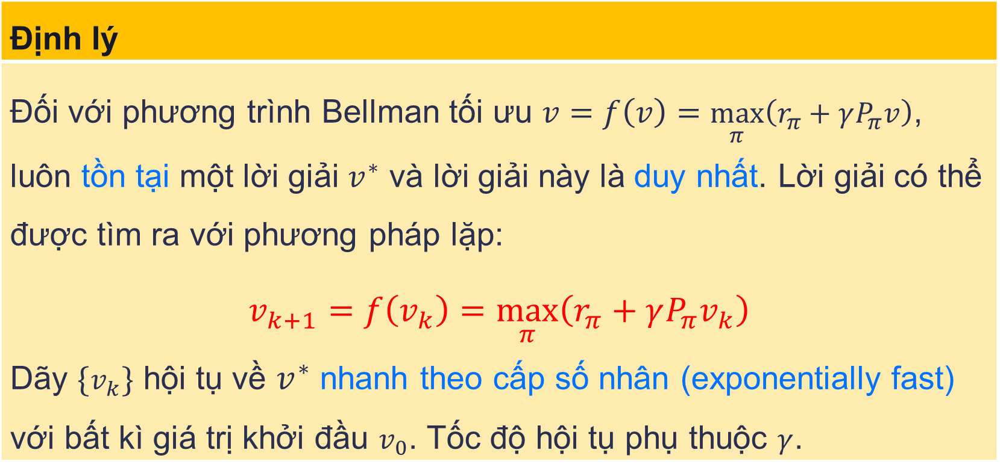 Định lý
Đối với phương trình Bellman tối ưu $v = f(v) = \max_{\pi}(r_{\pi} + \gamma P_{\pi} v)$,
luôn tồn tại một lời giải $v^*$ và lời giải này là duy nhất. Lời giải có thể
được tìm ra với phương pháp lặp:
$v_{k+1} = f(v_k) = \max_{\pi}(r_{\pi} + \gamma P_{\pi} v_k)$
Dãy $\{v_k\}$ hội tụ về $v^*$ nhanh theo cấp số nhân (exponentially fast)
với bất kì giá trị khởi đầu $v_0$. Tốc độ hội tụ phụ thuộc $\gamma$.